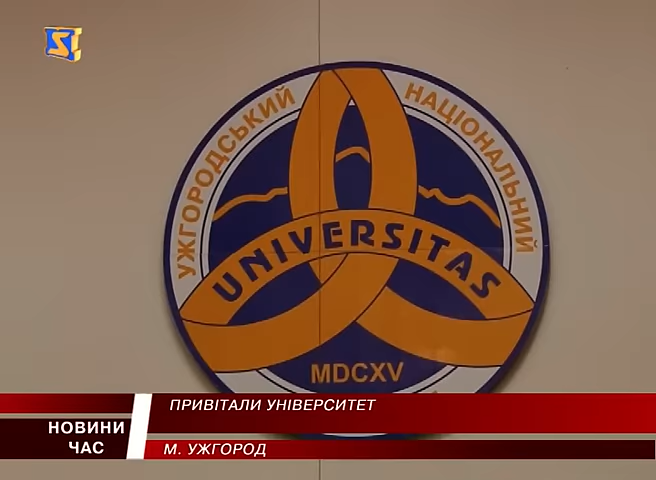 УЖГОРОДСЬКИЙ НАЦІОНАЛЬНИЙ
UNIVERSITAS
MDCXV
ПРИВІТАЛИ УНІВЕРСИТЕТ
НОВИНИ
ЧАС
М. УЖГОРОД